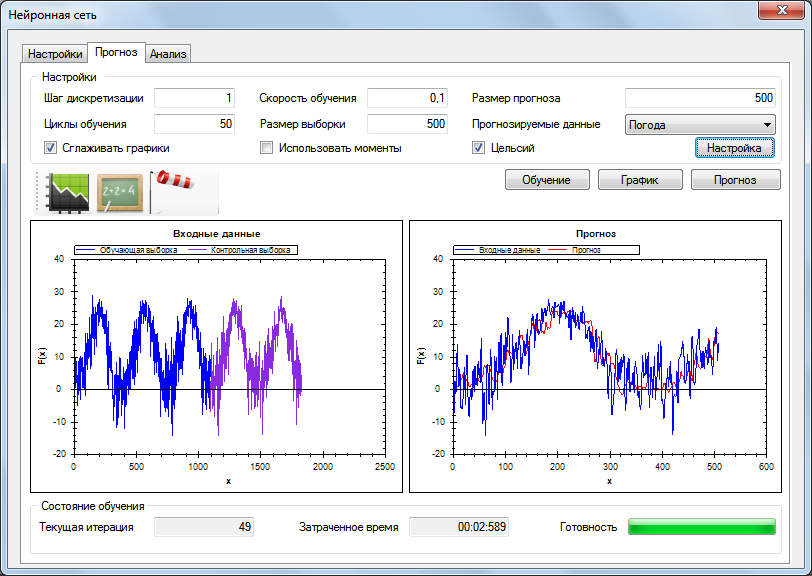 Нейронная сеть
Настройки Прогноз Анализ
Настройки
Шаг дискретизации 1 Скорость обучения 0,1 Размер прогноза 500
Циклы обучения 50 Размер выборки 500 Прогнозируемые данные Погода
Сглаживать графики Использовать моменты Цельсий Настройка
2+2=4 Обучение График Прогноз
Входные данные
Обучающая выборка Контрольная выборка
40
30
20
10
0
-10
-20
F(x)
0 500 1000 1500 2000 2500
x
Прогноз
Входные данные Прогноз
40
30
20
10
0
-10
-20
F(x)
0 100 200 300 400 500 600
x
Состояние обучения
Текущая итерация 49 Затраченное время 00:02:589 Готовность